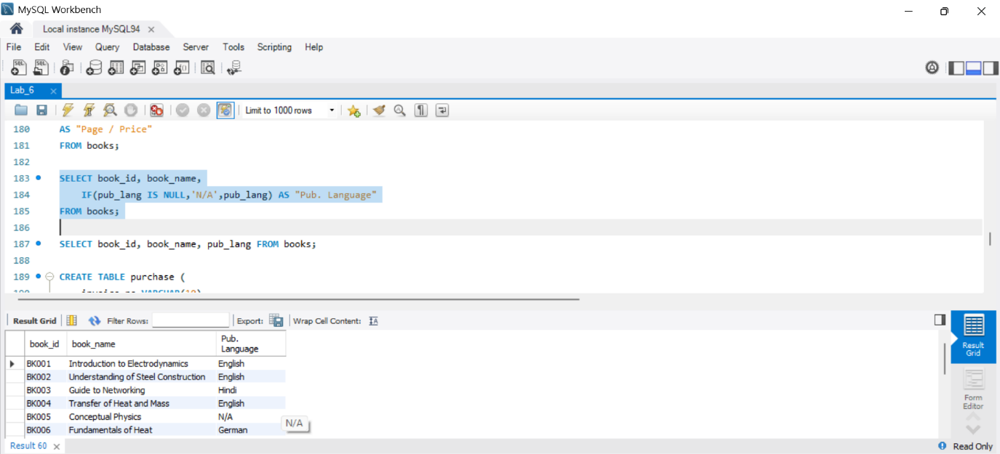 MySQL Workbench
Local instance MySQL94
File Edit View Query Database Server Tools Scripting Help
SQL SQL
Lab_6
Limit to 1000 rows
180 AS "Page / Price"
181 FROM books;
182
183 SELECT book_id, book_name,
184 IF(pub_lang IS NULL,'N/A',pub_lang) AS "Pub. Language"
185 FROM books;
186
187 SELECT book_id, book_name, pub_lang FROM books;
188
189 CREATE TABLE purchase (
Result Grid Filter Rows: Export: Wrap Cell Content:
book_id book_name Pub. Language
BK001 Introduction to Electrodynamics English
BK002 Understanding of Steel Construction English
BK003 Guide to Networking Hindi
BK004 Transfer of Heat and Mass English
BK005 Conceptual Physics N/A
BK006 Fundamentals of Heat German
N/A
Result Grid
Form Editor
Result 60
Read Only